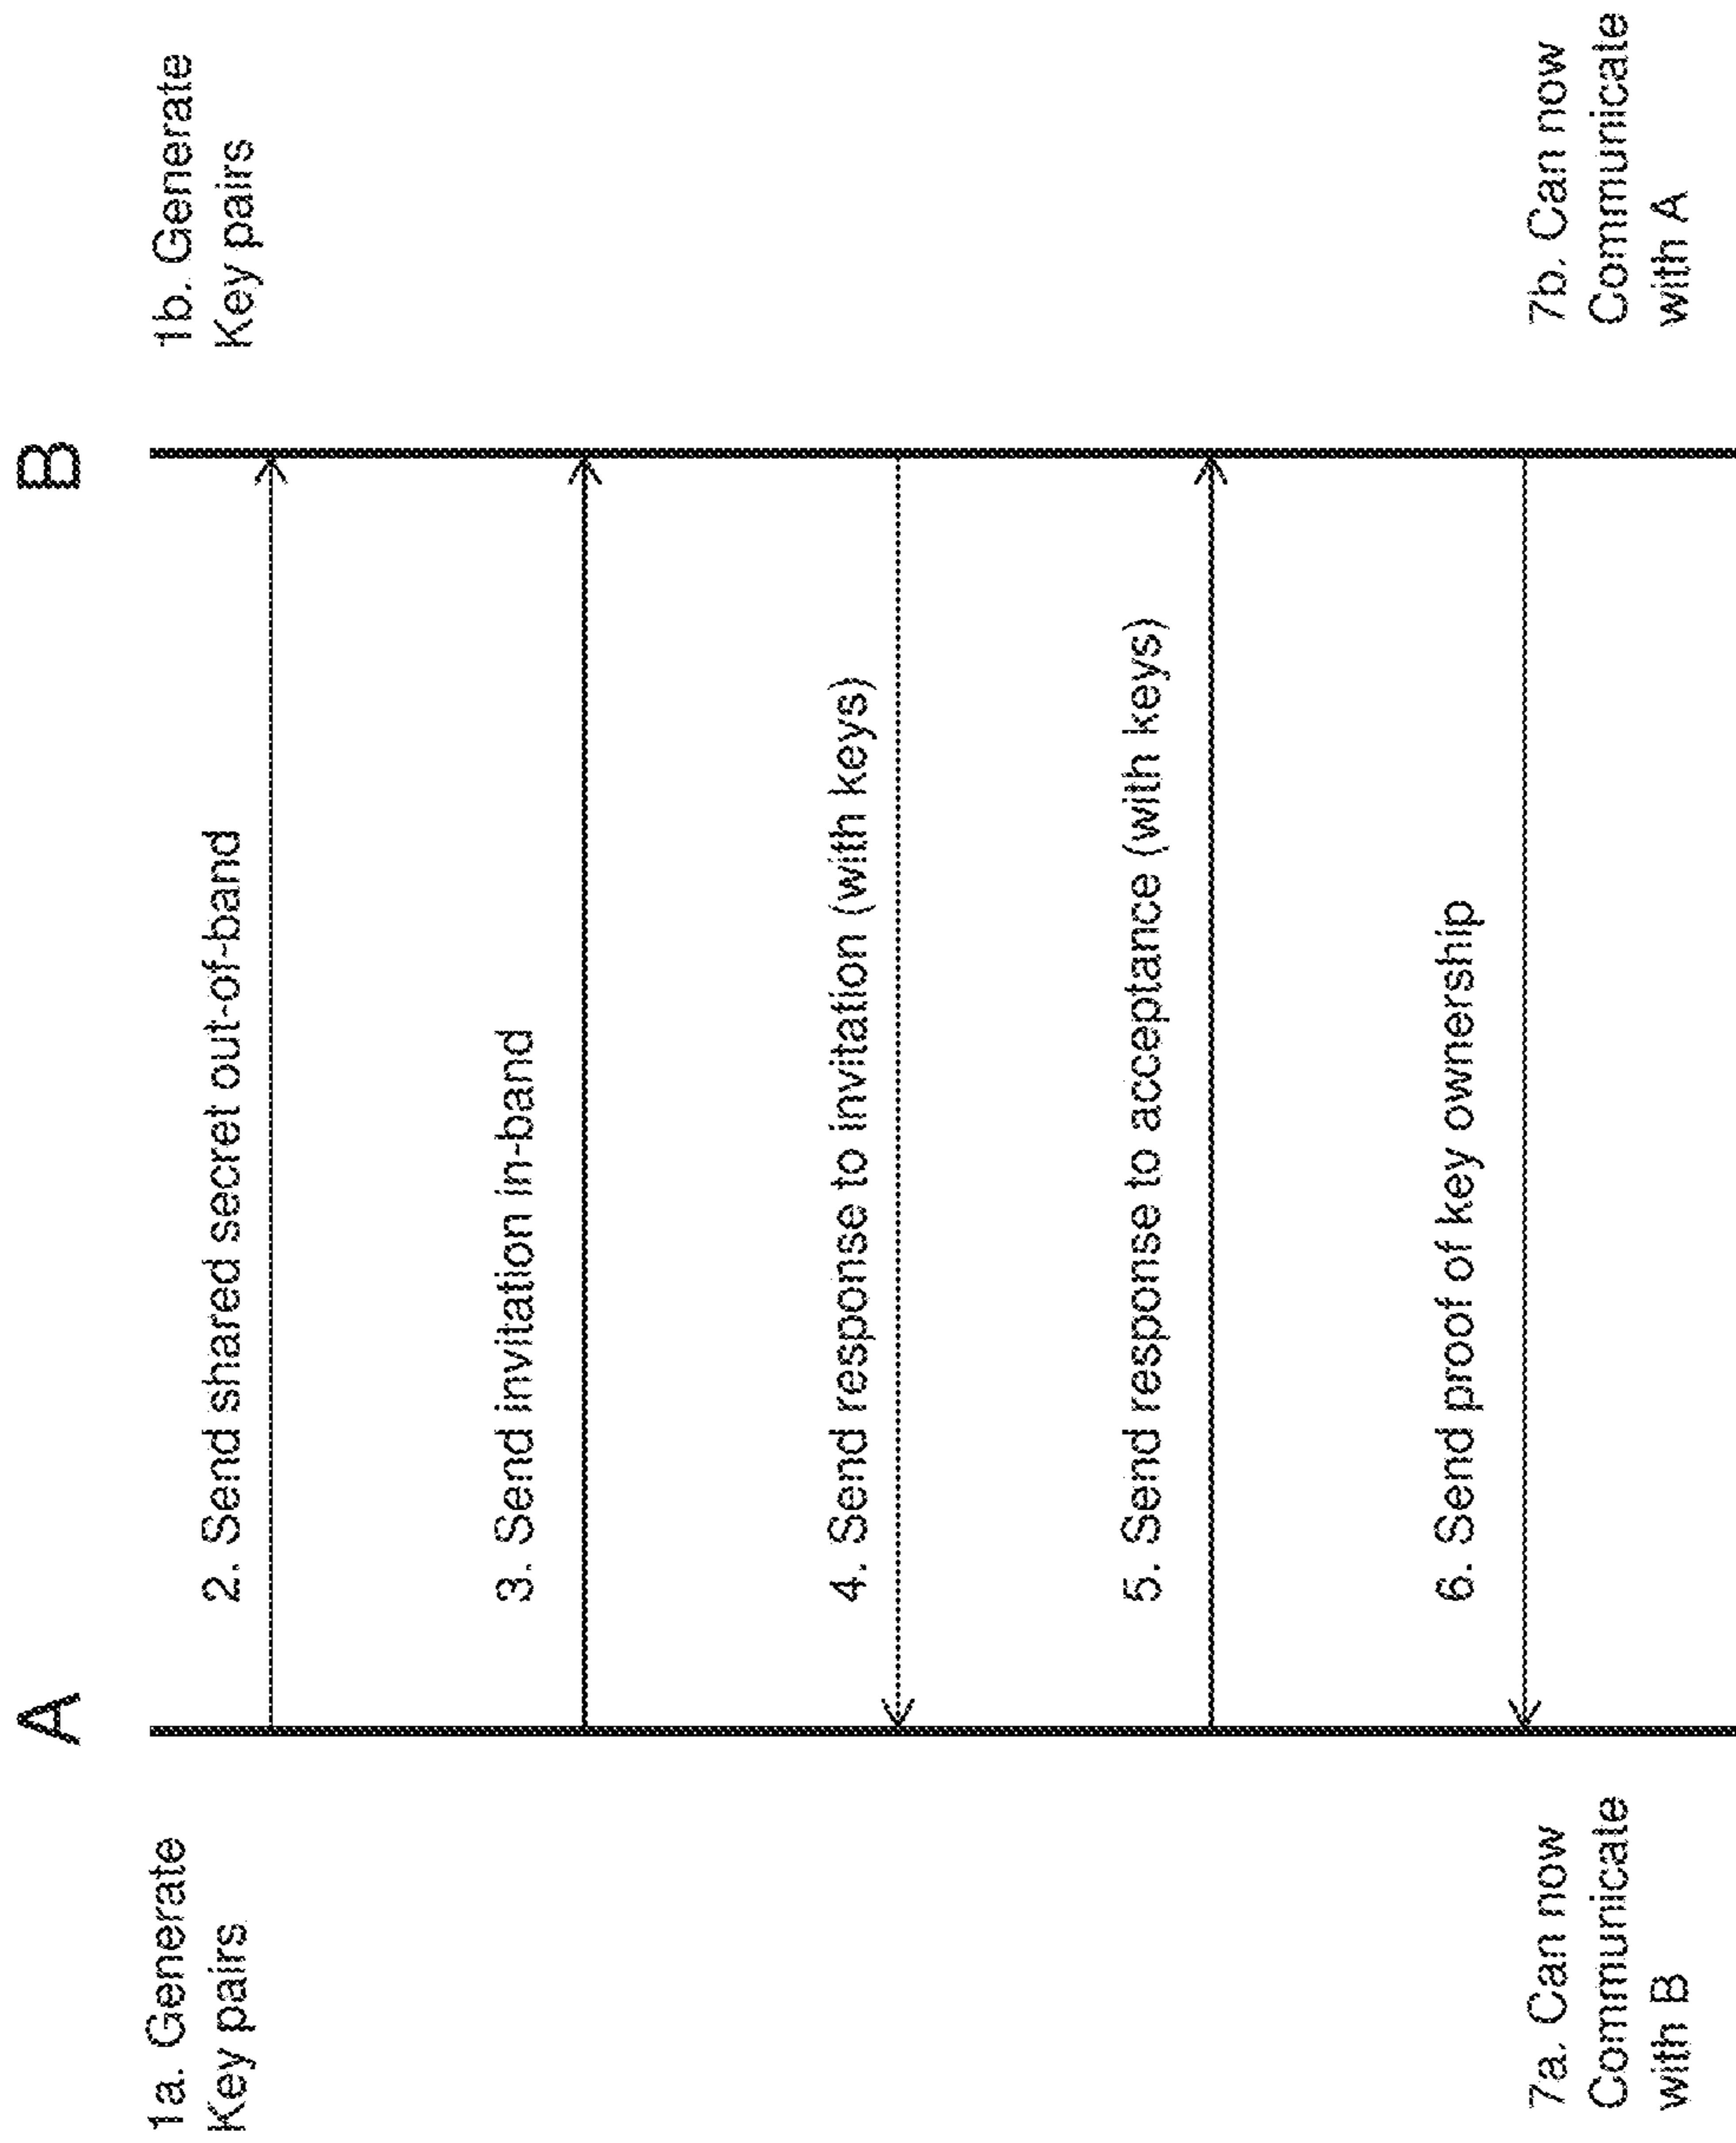 A
B
1a. Generate
Key pairs
1b. Generate
Key pairs
2. Send shared secret out-of-band
3. Send invitation in-band
4. Send response to invitation (with keys)
5. Send response to acceptance (with keys)
6. Send proof of key ownership
7a. Can now
Communicate
with B
7b. Can now
Communicate
with A